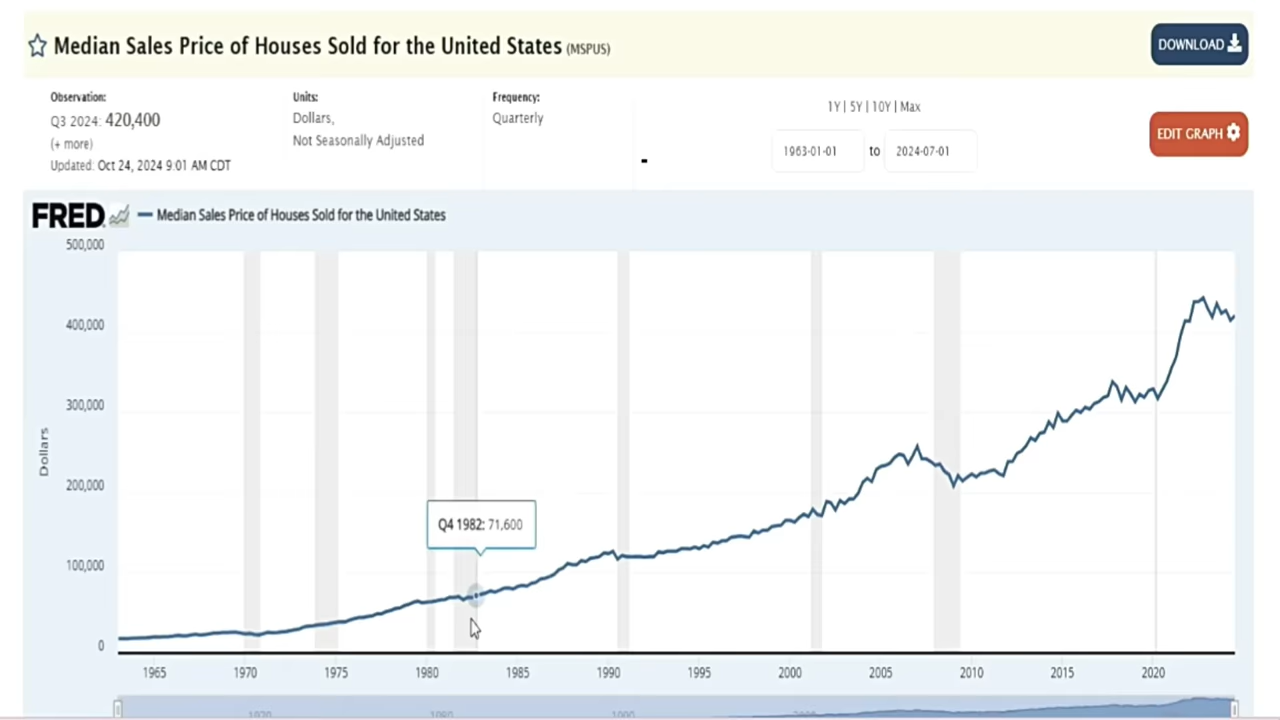 Median Sales Price of Houses Sold for the United States (MSPUS)
DOWNLOAD
Observation:
Q3 2024: 420,400
(+ more)
Updated: Oct 24, 2024 9:01 AM CDT
Units:
Dollars,
Not Seasonally Adjusted
Frequency:
Quarterly
1Y | 5Y | 10Y | Max
1963-01-01 to 2024-07-01
EDIT GRAPH
FRED
Median Sales Price of Houses Sold for the United States
500,000
400,000
300,000
200,000
100,000
0
Dollars
Q4 1982: 71,600
1965 1970 1975 1980 1985 1990 1995 2000 2005 2010 2015 2020